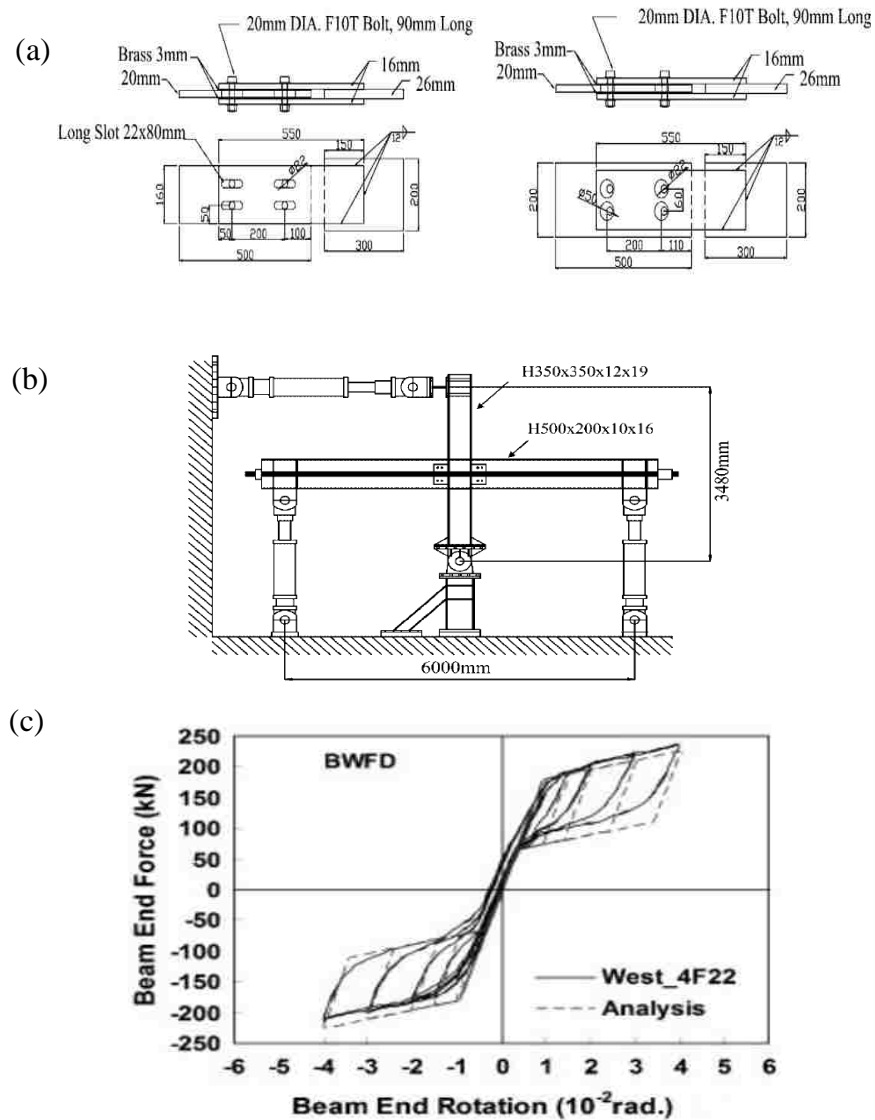 (a)
20mm DIA. F10T Bolt, 90mm Long
Brass 3mm
20mm
16mm
26mm
Long Slot 22x80mm
550
150
Ø22
12
160
50
200
50
200
100
500
300
20mm DIA. F10T Bolt, 90mm Long
Brass 3mm
20mm
16mm
26mm
550
150
Ø22
12
200
Ø50
60
200
200
110
500
300
(b)
H350x350x12x19
H500x200x10x16
3480mm
6000mm
(c)
BWFD
Beam End Force (kN)
250
200
150
100
50
0
-50
-100
-150
-200
-250
West_4F22
Analysis
-6 -5 -4 -3 -2 -1 0 1 2 3 4 5 6
Beam End Rotation (10-2rad.)